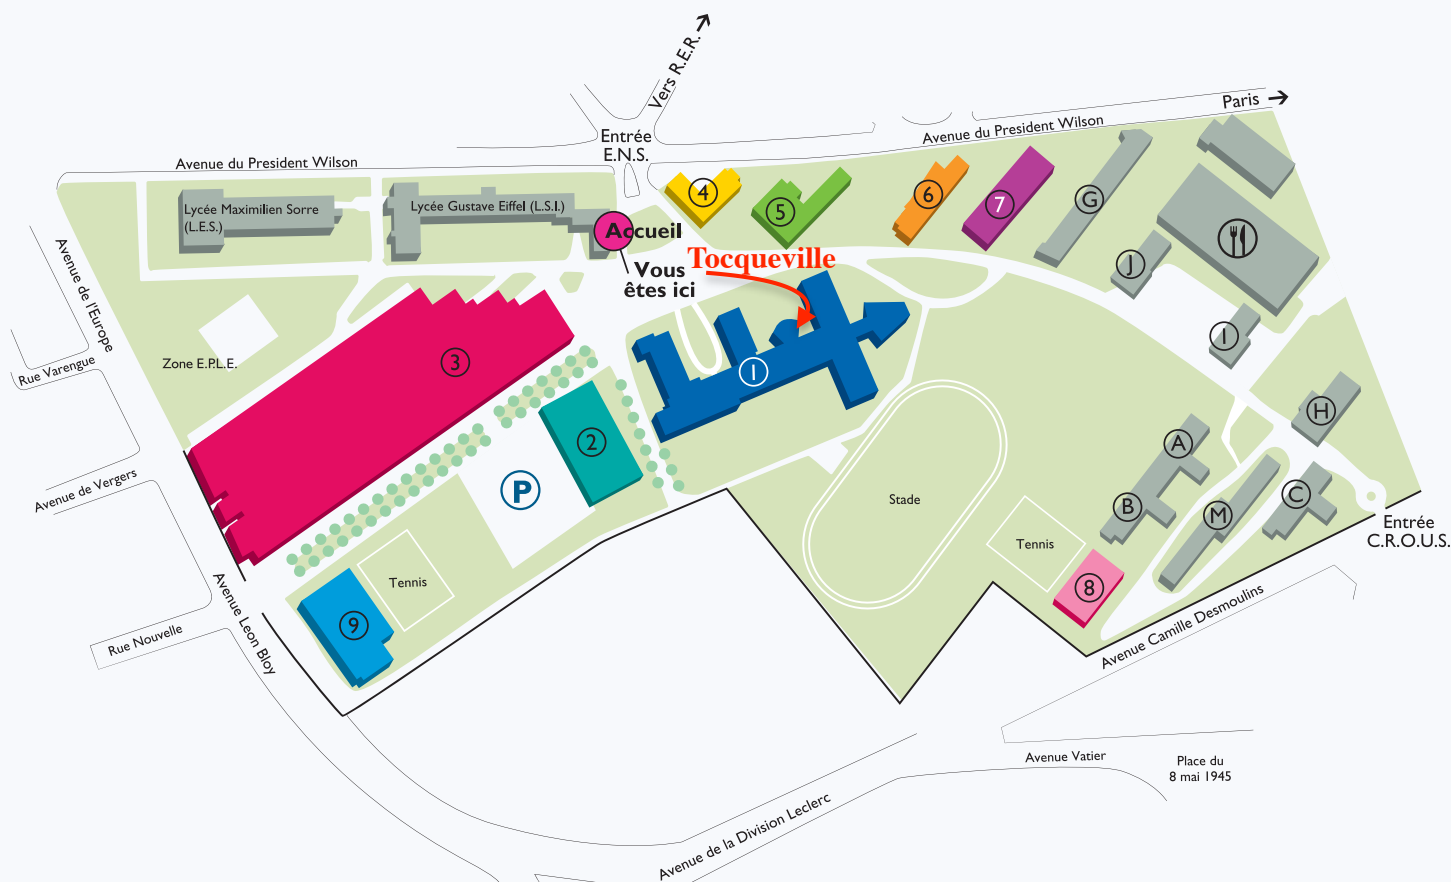 Vers R.E.R.
Paris
Entrée
E.N.S.
Avenue du President Wilson
Avenue du President Wilson
Lycée Maximilien Sorre
(L.E.S.)
Lycée Gustave Eiffel (L.S.I.)
4
5
6
7
G
Accueil
Vous
êtes ici
Tocqueville
J
I
Avenue de l'Europe
Zone E.P.L.E.
Rue Varengue
3
I
2
P
H
A
B
M
C
Stade
Avenue de Vergers
Entrée
C.R.O.U.S.
Tennis
Tennis
8
9
Avenue Leon Bloy
Rue Nouvelle
Avenue Camille Desmoulins
Avenue Vatier
Place du
8 mai 1945
Avenue de la Division Leclerc